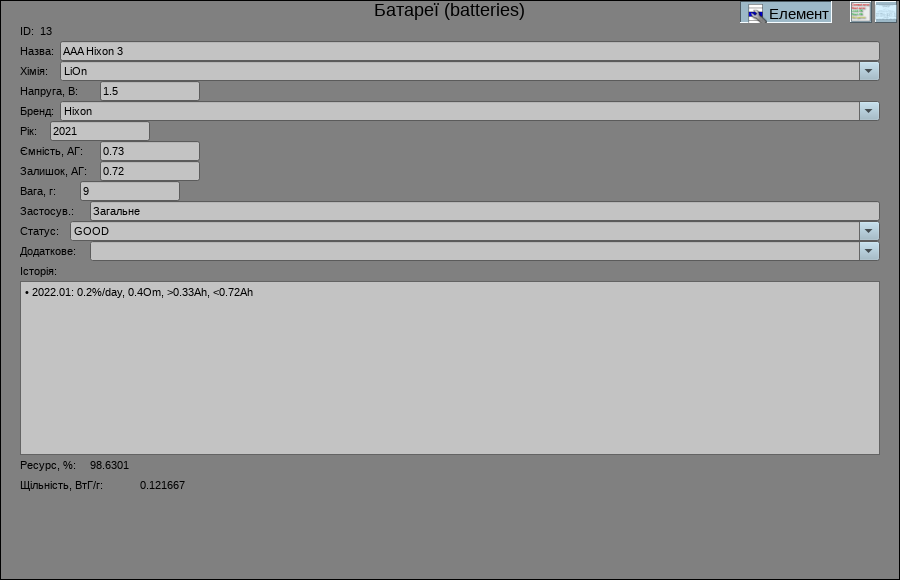 Батареї (batteries)
Елемент
ID: 13
Назва: AAA Hixon 3
Хімія: LiOn
Напруга, В: 1.5
Бренд: Hixon
Рік: 2021
Ємність, АГ: 0.73
Залишок, АГ: 0.72
Вага, г: 9
Застосув.: Загальне
Статус: GOOD
Додаткове:
Історія:
• 2022.01: 0.2%/day, 0.4Om, >0.33Ah, <0.72Ah
Ресурс, %: 98.6301
Щільність, ВтГ/г: 0.121667